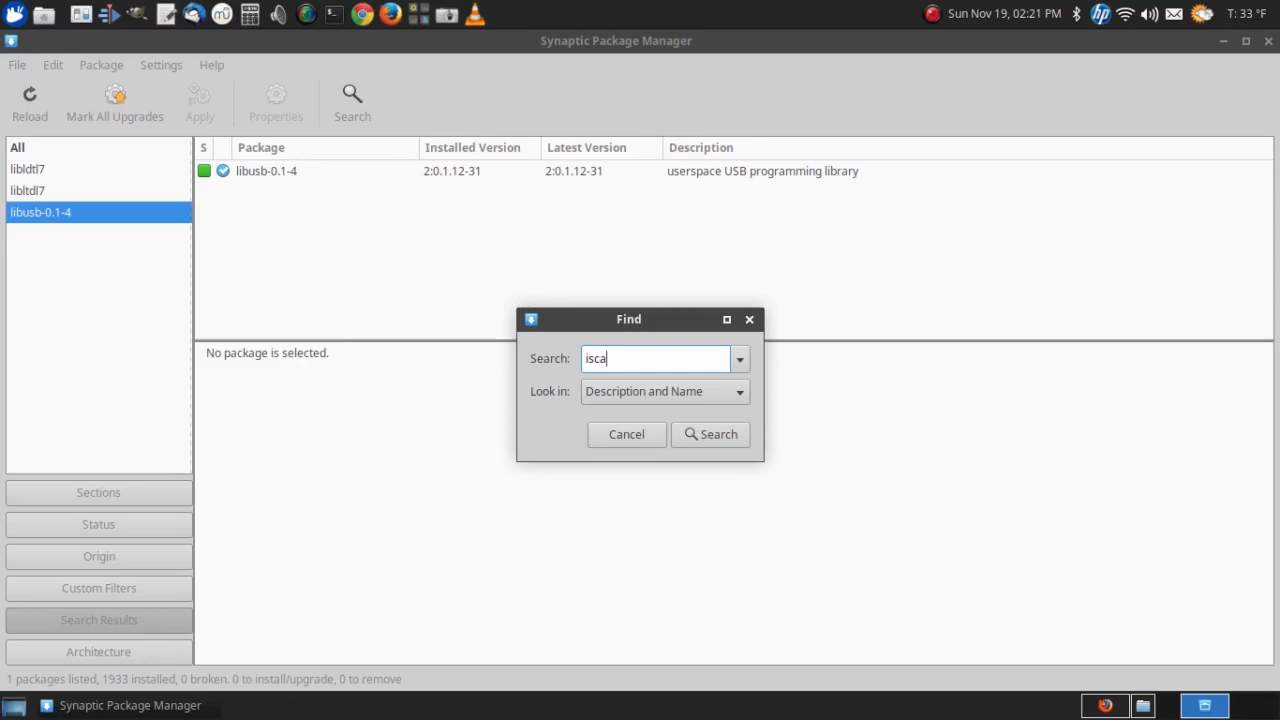 Sun Nov 19, 02:21 PM
T: 33 °F
Synaptic Package Manager
File Edit Package Settings Help
Reload Mark All Upgrades Apply Properties Search
All
libldtl7
libltdl7
libusb-0.1-4
S Package Installed Version Latest Version Description
libusb-0.1-4 2:0.1.12-31 2:0.1.12-31 userspace USB programming library
No package is selected.
Find
Search: isca
Look in: Description and Name
Cancel Search
Sections
Status
Origin
Custom Filters
Search Results
Architecture
1 packages listed, 1933 installed, 0 broken. 0 to install/upgrade, 0 to remove
Synaptic Package Manager